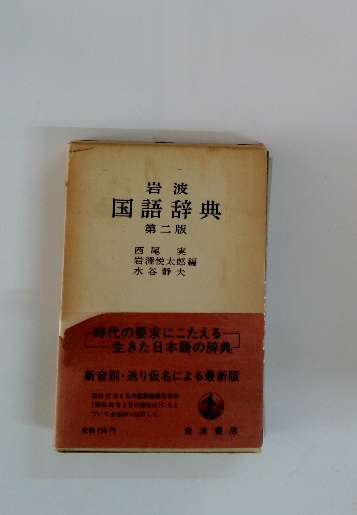 岩波
国語辞典
第二版
西尾 実
岩淵悦太郎編
水谷静夫
時代の要求にこたえる
生きた日本語の辞典
新音訓・送り仮名による最新版
岩波書店